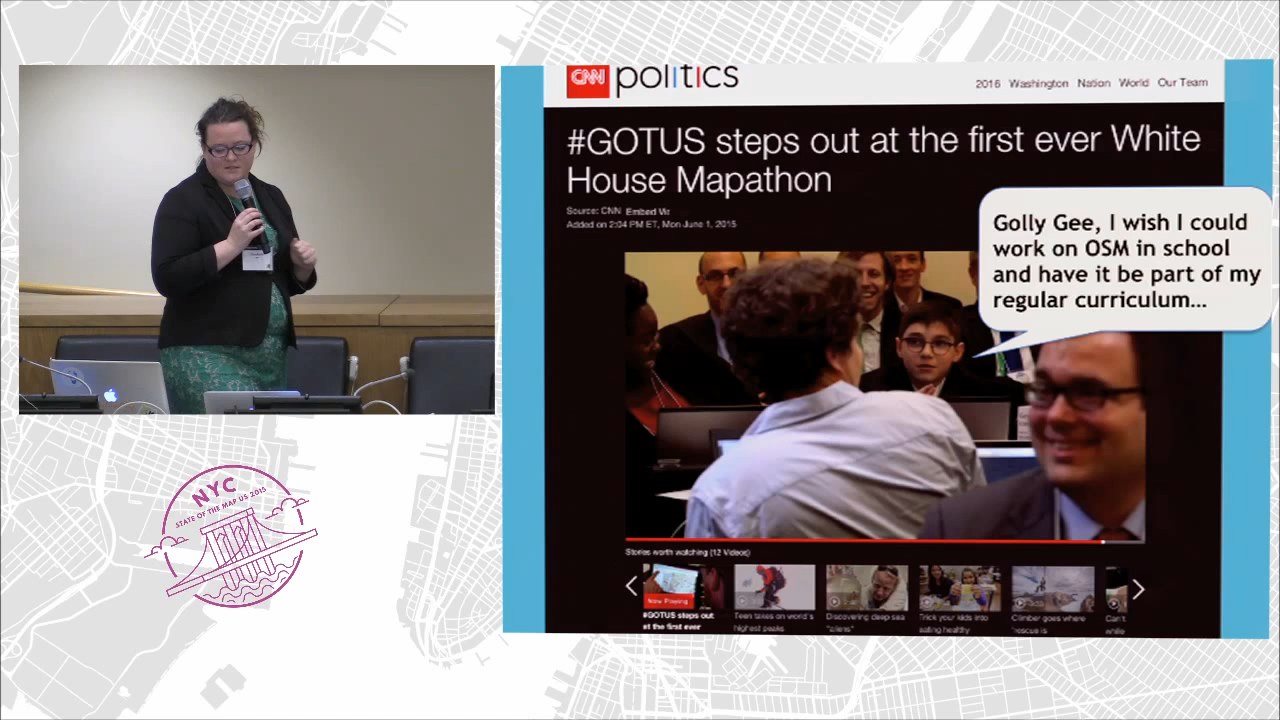 CNN politics
2016 Washington Nation World Our Team
#GOTUS steps out at the first ever White
House Mapathon
Source: CNN Embed Vid
Added on 2:04 PM ET, Mon June 1, 2015
Golly Gee, I wish I could
work on OSM in school
and have it be part of my
regular curriculum...
Stories worth watching (12 Videos)
Now Playing
#GOTUS steps out
at the first ever
Teen takes on world's
highest peaks
Discovering deep sea
"aliens"
Trick your kids into
eating healthy
Climber goes where
rescue is
Can't
while
NYC
STATE OF THE MAP US 2015